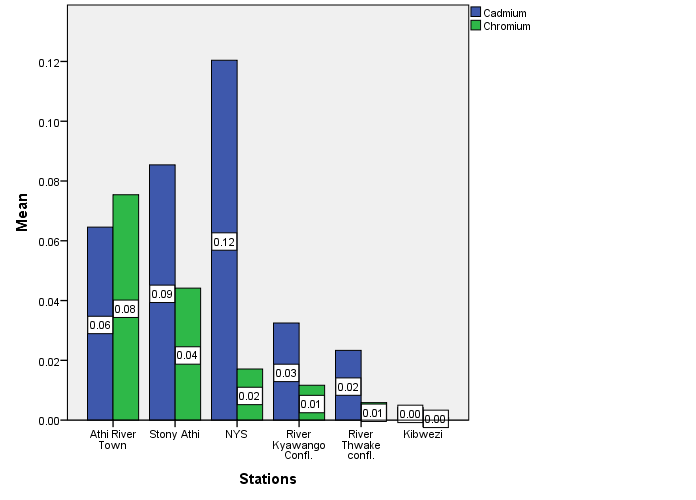 Cadmium
Chromium
Mean
0.12
0.10
0.08
0.06
0.04
0.02
0.00
0.06
0.08
0.09
0.04
0.12
0.02
0.03
0.01
0.02
0.01
0.00
0.00
Athi River
Town
Stony Athi
NYS
River
Kyawango
Confl.
River
Thwake
confl.
Kibwezi
Stations